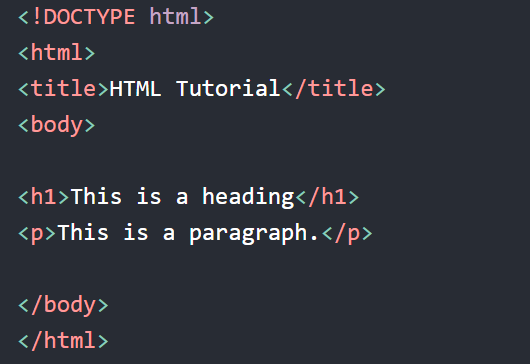 <!DOCTYPE html>
<html>
<title>HTML Tutorial</title>
<body>
<h1>This is a heading</h1>
<p>This is a paragraph.</p>
</body>
</html>